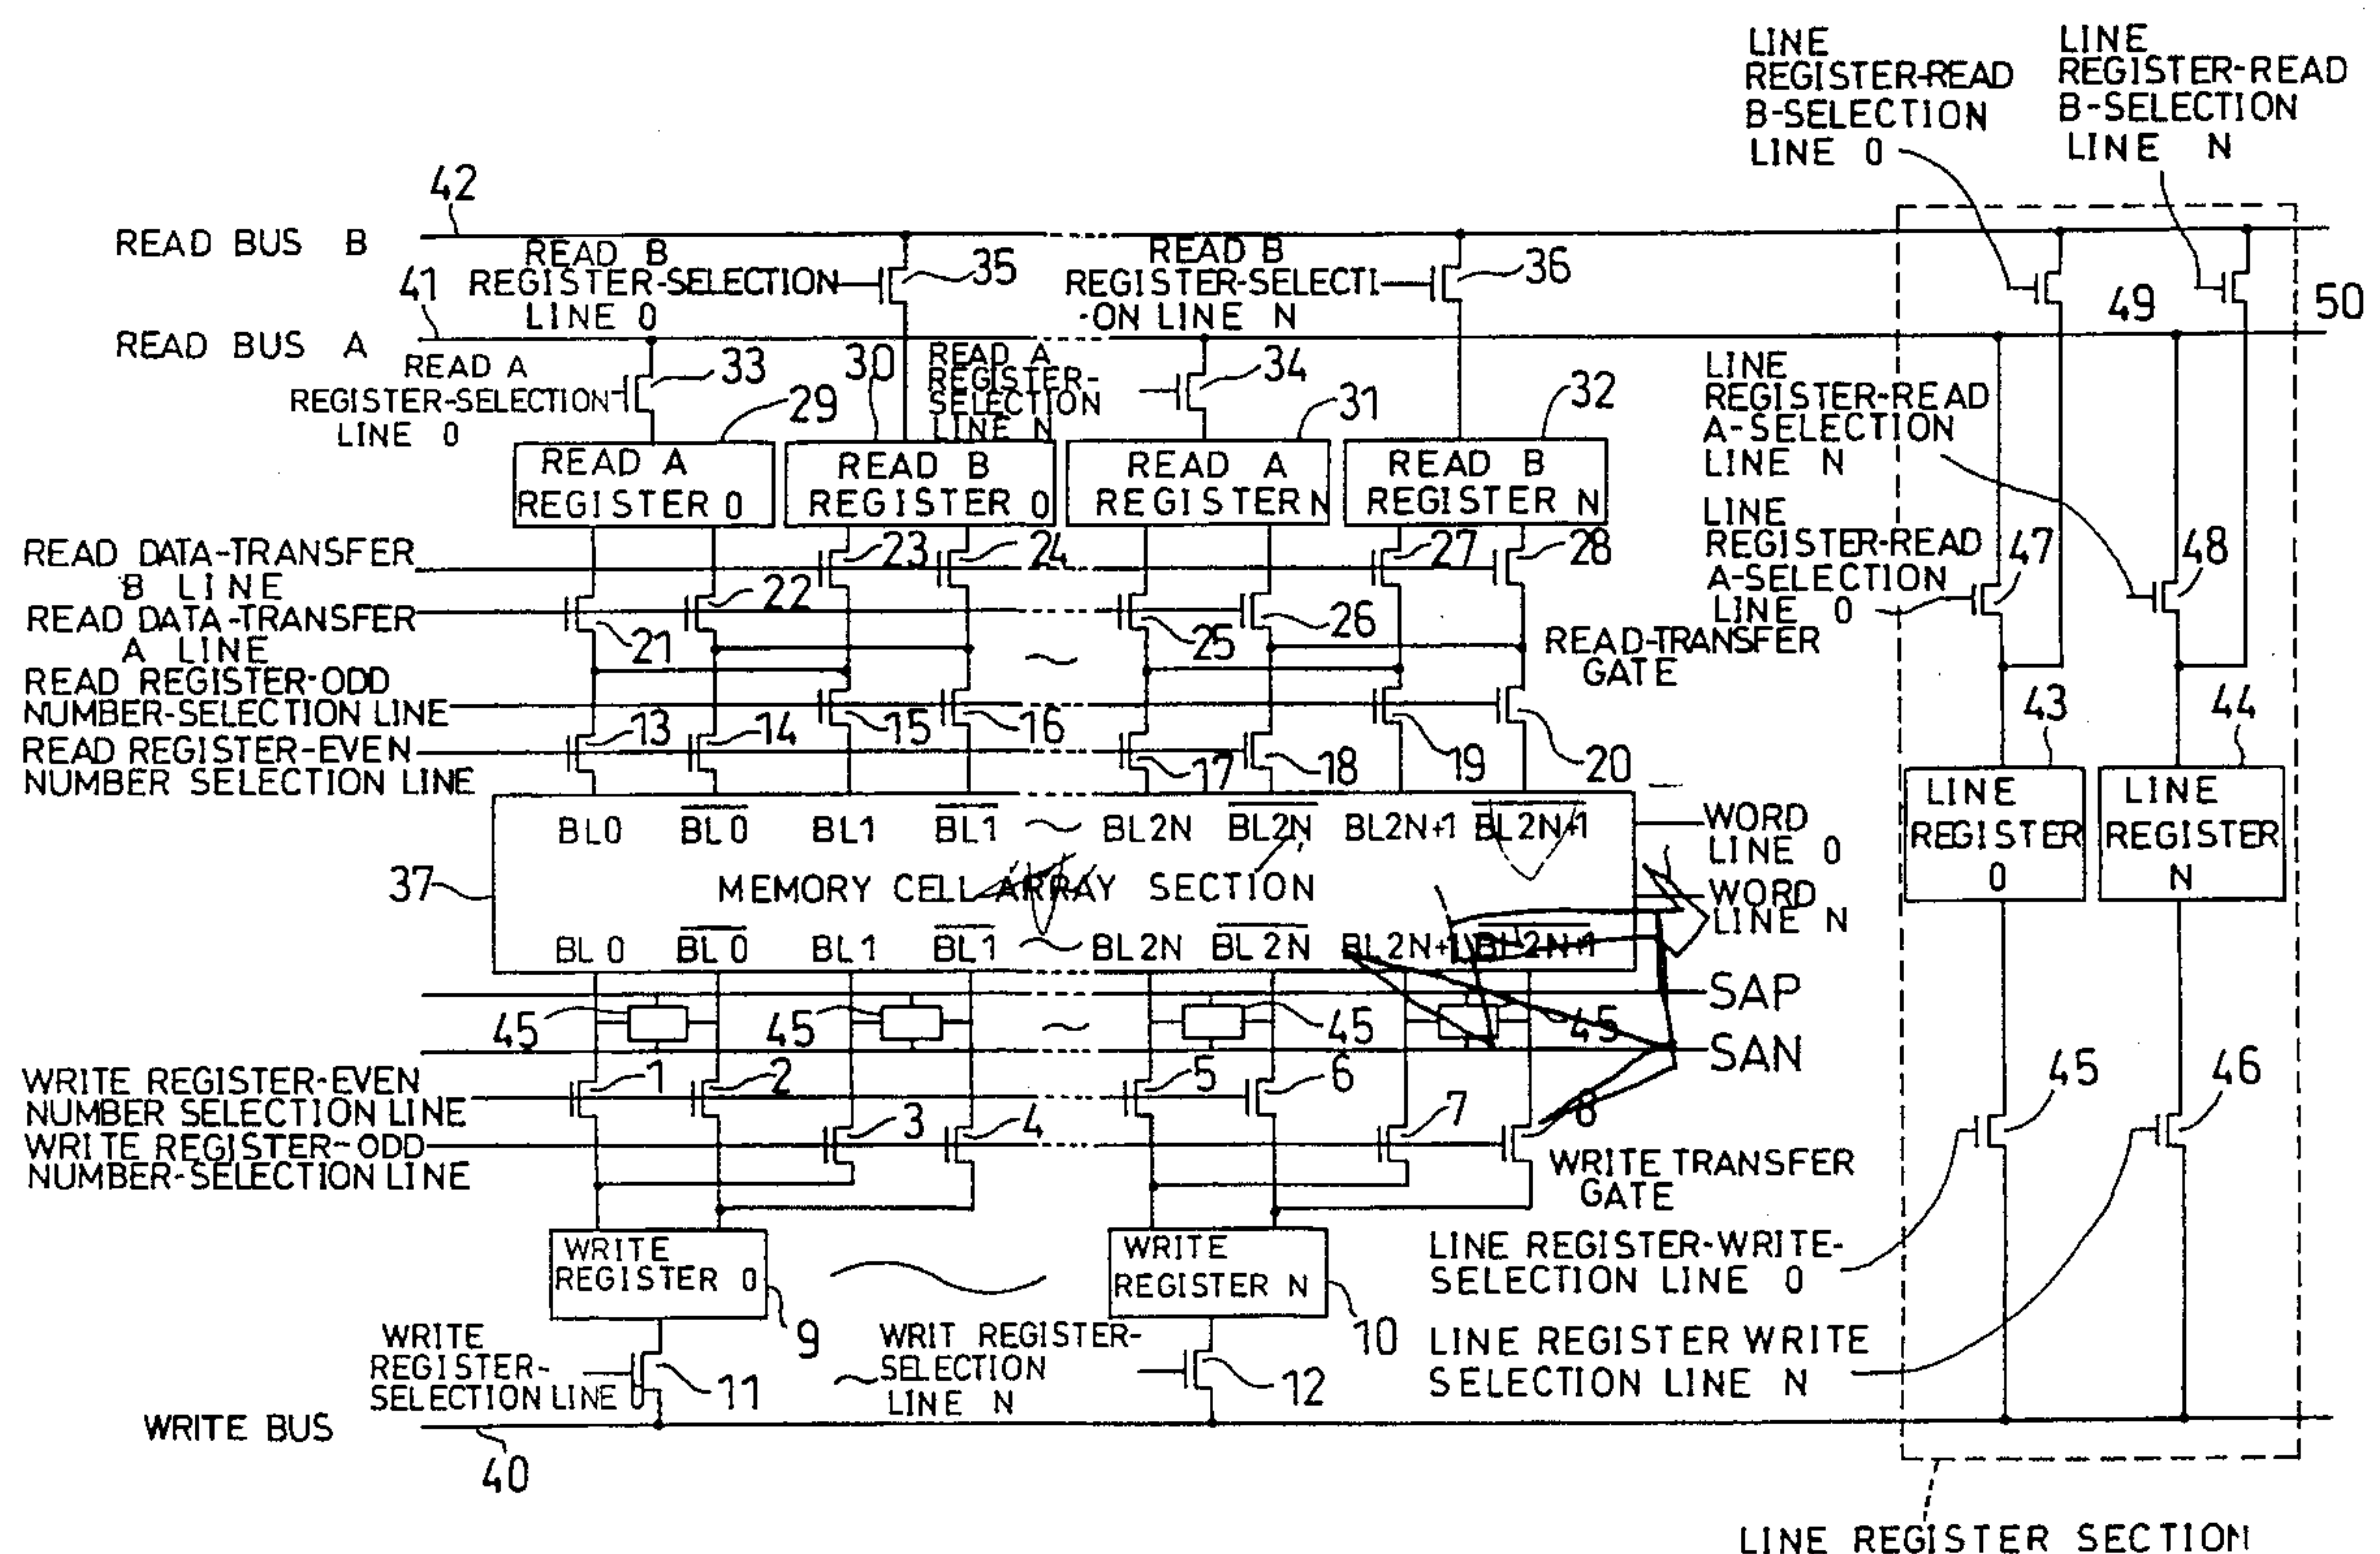 LINE
REGISTER-READ
B-SELECTION
LINE 0
LINE
REGISTER-READ
B-SELECTION
LINE N
42
READ BUS B
READ B
REGISTER-SELECTION
LINE 0
35
READ B
REGISTER-SELECTI
-ON LINE N
36
49
50
41
READ BUS A
READ A
REGISTER-SELECTION
LINE 0
33
29
30
READ A
REGISTER-
SELECTION
LINE N
34
31
32
LINE
REGISTER-READ
A-SELECTION
LINE N
READ A
REGISTER 0
READ B
REGISTER 0
READ A
REGISTER N
READ B
REGISTER N
LINE
REGISTER-READ
A-SELECTION
LINE 0
47
48
READ DATA-TRANSFER
B LINE
23
24
27
28
READ DATA-TRANSFER
A LINE
21
22
25
26
READ-TRANSFER
GATE
READ REGISTER-ODD
NUMBER-SELECTION LINE
15
16
19
20
READ REGISTER-EVEN
NUMBER SELECTION LINE
13
14
17
18
43
44
BL0 B̅L̅0̅ BL1 B̅L̅1̅ ~ BL2N B̅L̅2̅N̅ BL2N+1 B̅L̅2̅N̅+̅1̅
37
MEMORY CELL ARRAY SECTION
BL0 B̅L̅0̅ BL1 B̅L̅1̅ ~ BL2N B̅L̅2̅N̅ BL2N+1 B̅L̅2̅N̅+̅1̅
WORD
LINE 0
WORD
LINE N
LINE
REGISTER
0
LINE
REGISTER
N
SAP
45
45
45
45
SAN
WRITE REGISTER-EVEN
NUMBER SELECTION LINE
1
2
5
6
WRITE REGISTER-ODD
NUMBER-SELECTION LINE
3
4
7
8
45
46
WRITE TRANSFER
GATE
WRITE
REGISTER 0
9
WRITE
REGISTER N
10
LINE REGISTER-WRITE-
SELECTION LINE 0
WRITE
REGISTER-
SELECTION LINE 0
11
WRIT REGISTER-
SELECTION
LINE N
12
LINE REGISTER WRITE
SELECTION LINE N
WRITE BUS
40
LINE REGISTER SECTION